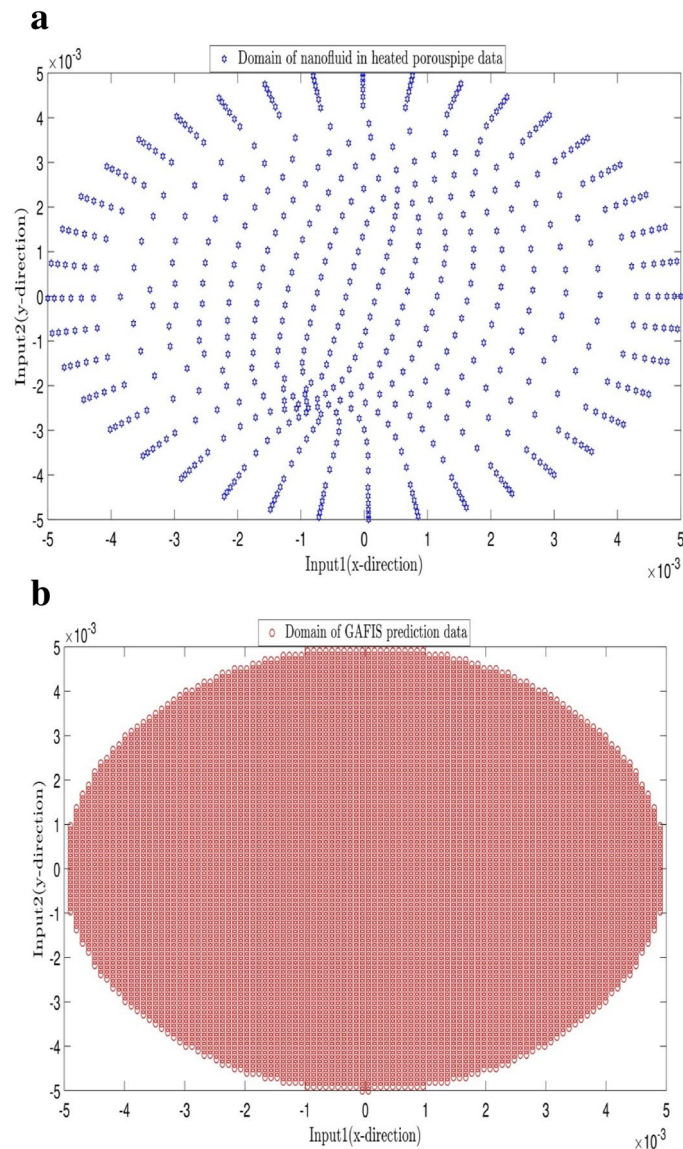 a
×10⁻³
Domain of nanofluid in heated porouspipe data
5
4
3
2
1
0
-1
-2
-3
-4
-5
Input2(y-direction)
-5 -4 -3 -2 -1 0 1 2 3 4 5
Input1(x-direction)
×10⁻³
b
×10⁻³
Domain of GAFIS prediction data
5
4
3
2
1
0
-1
-2
-3
-4
-5
Input2(y-direction)
-5 -4 -3 -2 -1 0 1 2 3 4 5
Input1(x-direction)
×10⁻³